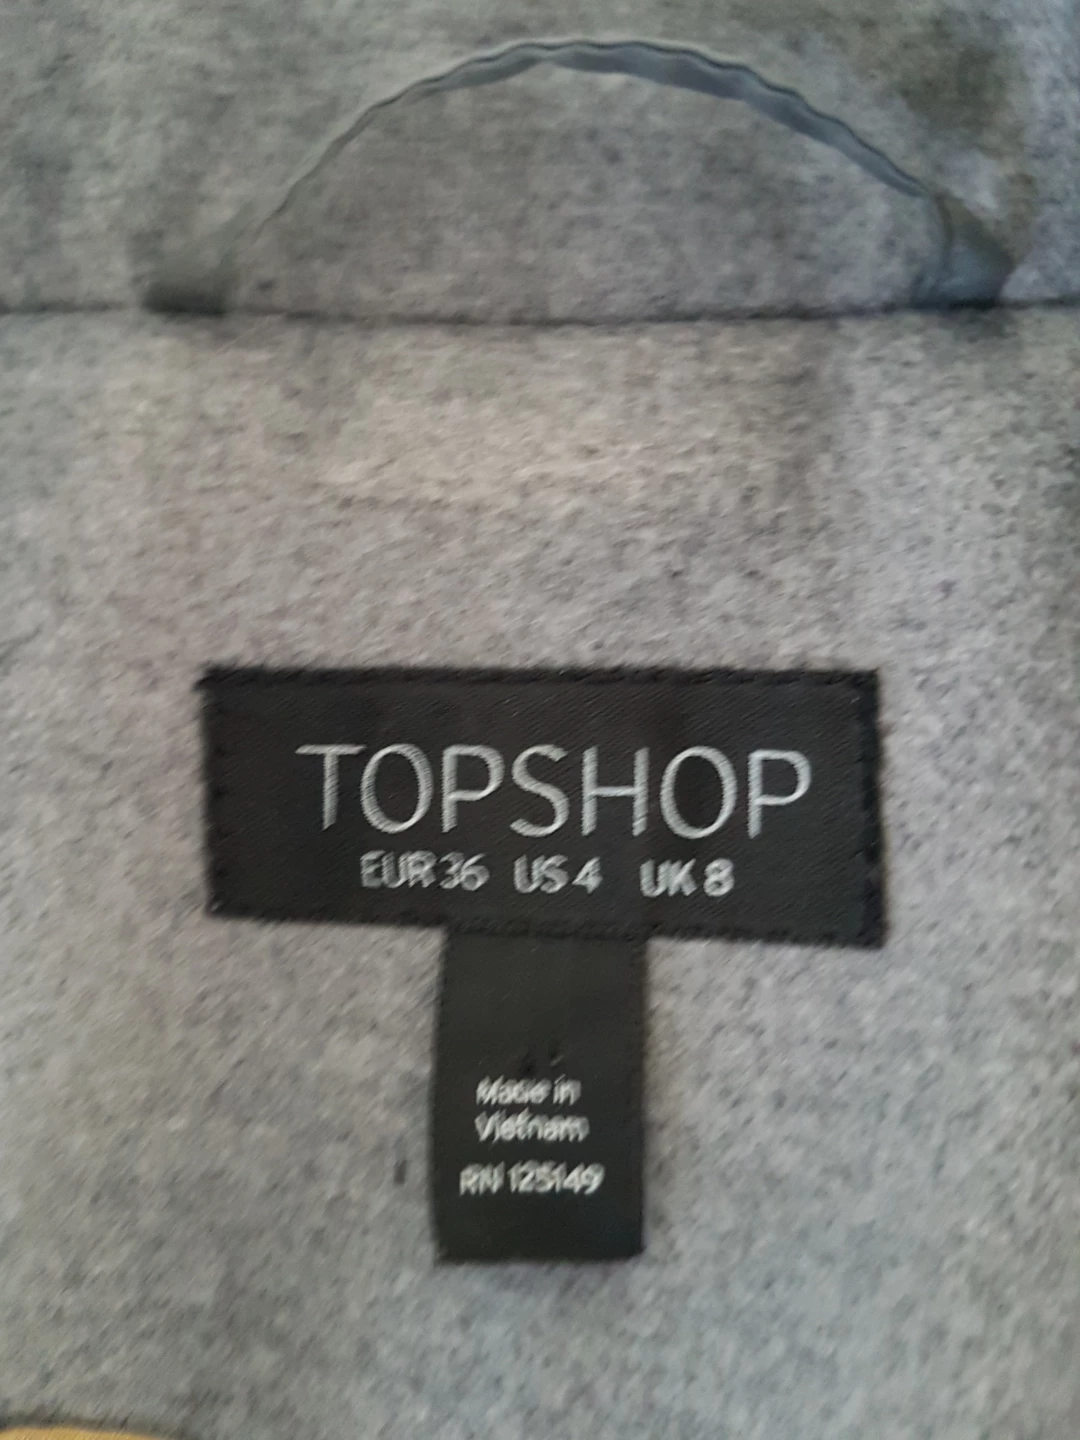 TOPSHOP
EUR 36 US 4 UK 8
Made in
Vietnam
RN 125149